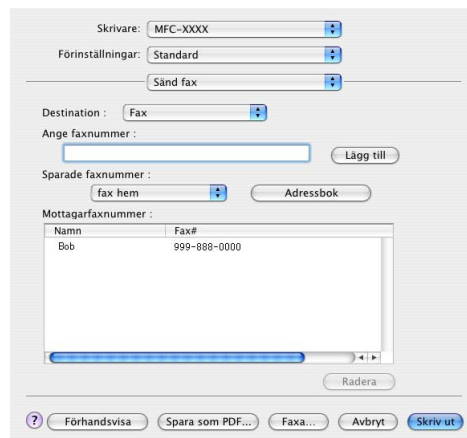 Skrivare: MFC-XXXX
Förinställningar: Standard
Sänd fax
Destination : Fax
Ange faxnummer :
Lägg till
Sparade faxnummer :
fax hem Adressbok
Mottagarfaxnummer :
Namn Fax#
Bob 999-888-0000
Radera
? Förhandsvisa Spara som PDF... Faxa... Avbryt Skriv ut